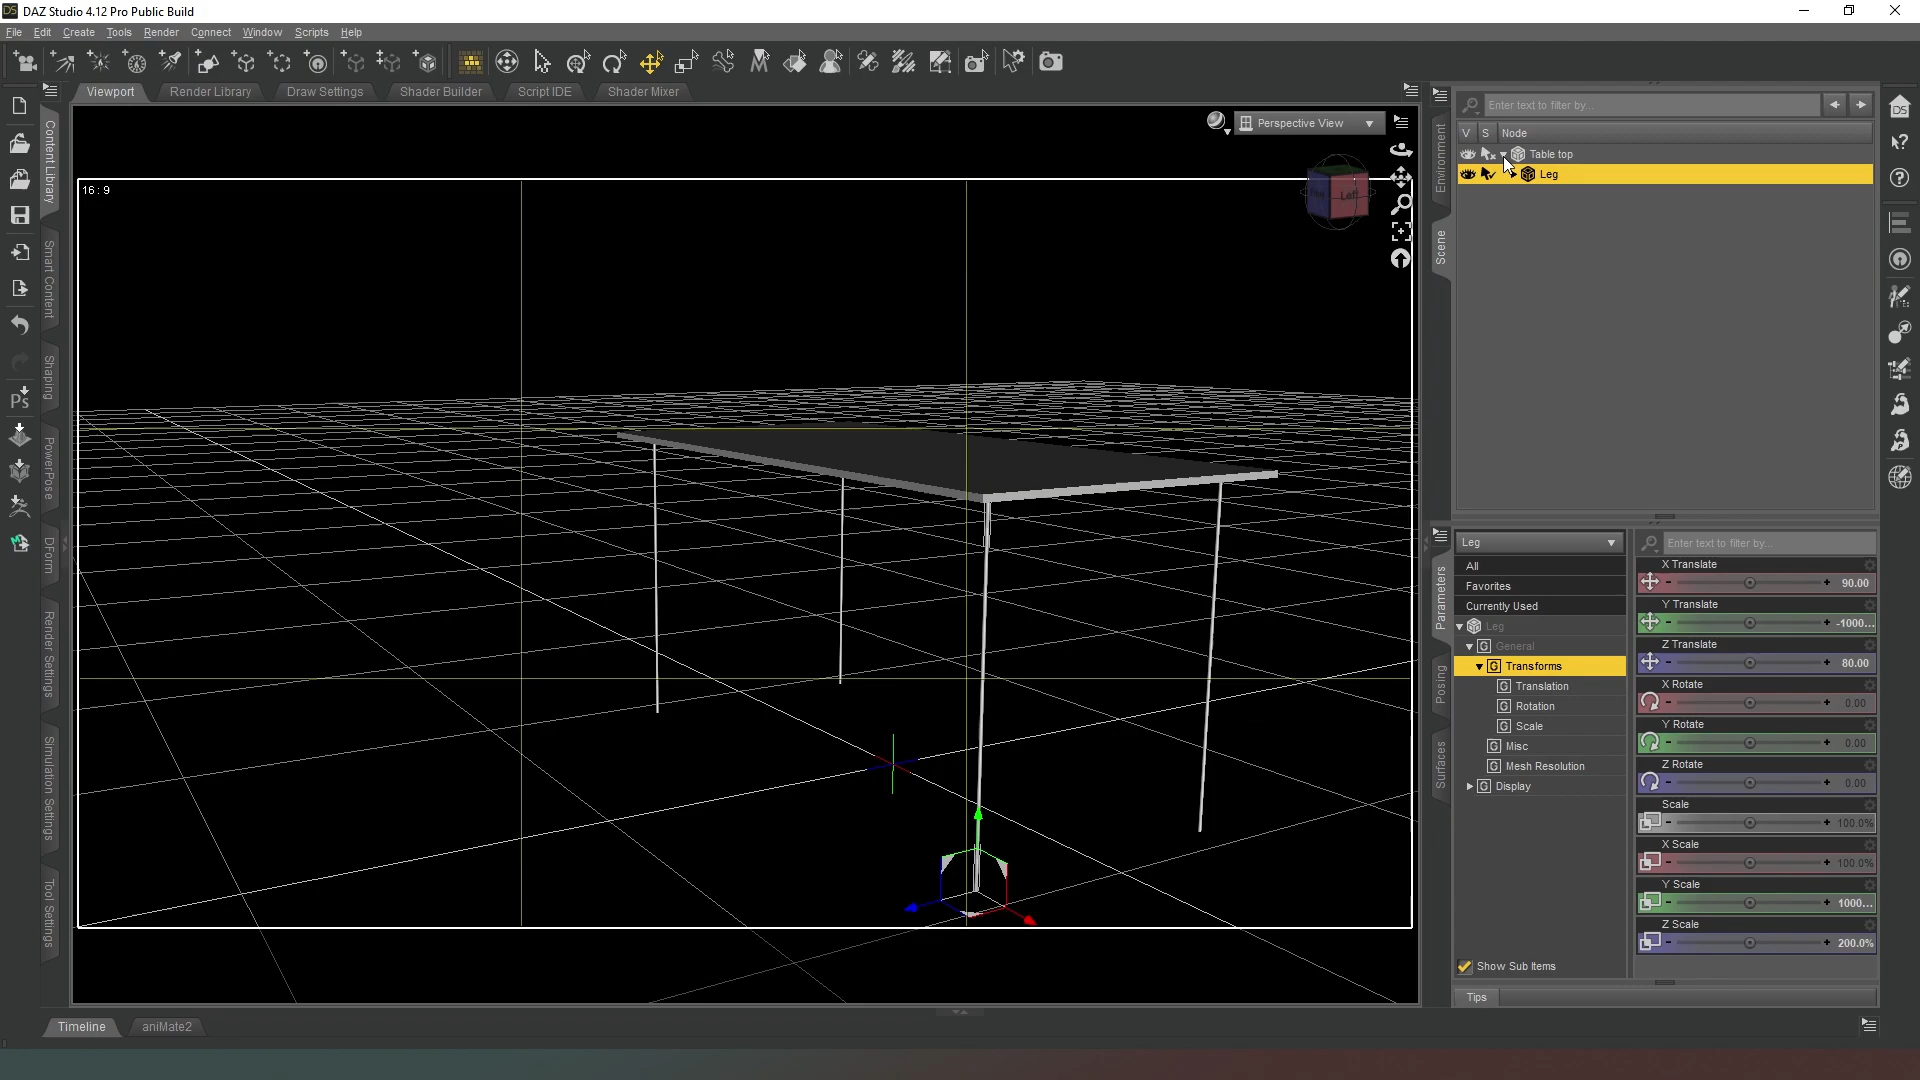 DAZ Studio 4.12 Pro Public Build
File Edit Create Tools Render Connect Window Scripts Help
Viewport Render Library Draw Settings Shader Builder Script IDE Shader Mixer
Content Library
Smart Content
Shaping
PowerPose
DForm
Render Settings
Simulation Settings
Tool Settings
16 : 9
Perspective View
Left
Environment
Scene
Enter text to filter by...
V S Node
Table top
Leg
Parameters
Posing
Surfaces
Leg
All
Favorites
Currently Used
Leg
General
Transforms
Translation
Rotation
Scale
Misc
Mesh Resolution
Display
Show Sub Items
Enter text to filter by...
X Translate
90.00
Y Translate
-1000...
Z Translate
80.00
X Rotate
0.00
Y Rotate
0.00
Z Rotate
0.00
Scale
100.0%
X Scale
100.0%
Y Scale
1000...
Z Scale
200.0%
Tips
Timeline aniMate2